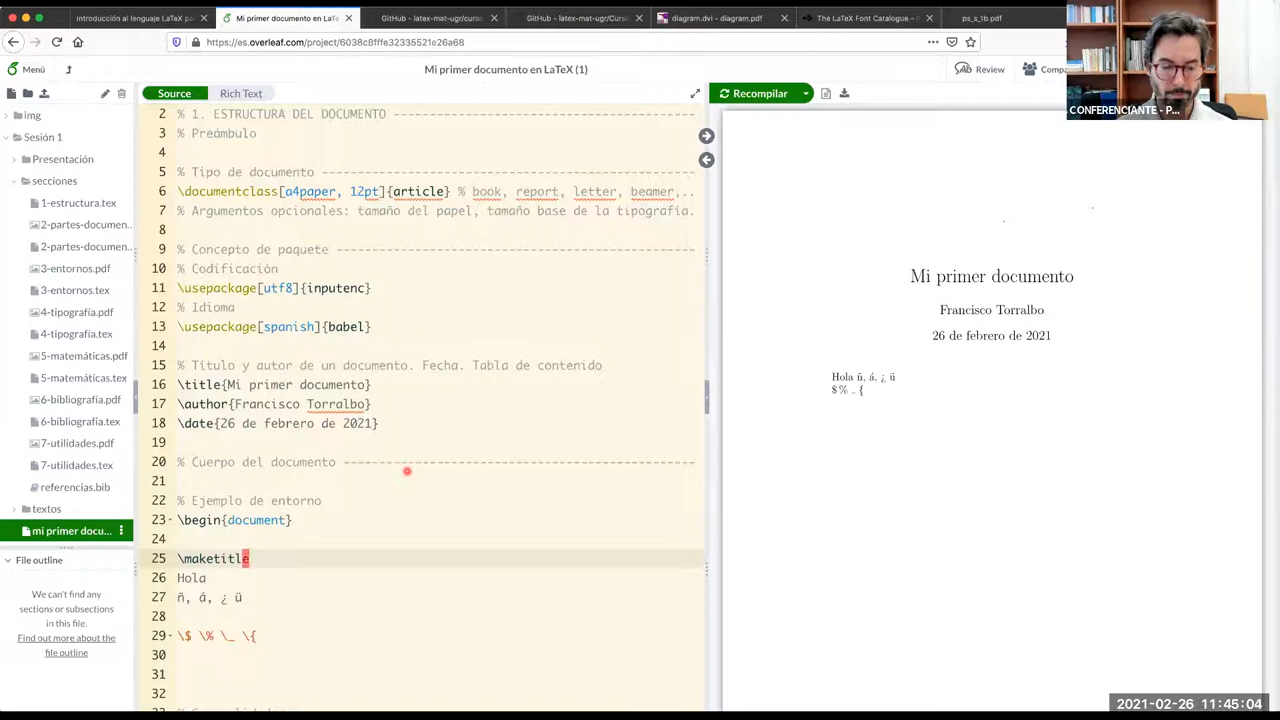 introducción al lenguaje LaTeX par
Mi primer documento en LaT
GitHub - latex-mat-ugr/curso
GitHub - latex-mat-ugr/Curso
diagram.dvi - diagram.pdf
The LaTeX Font Catalogue – F
ps_s_1b.pdf
https://es.overleaf.com/project/6038c8fffe32335521e26a68
Menú
Mi primer documento en LaTeX (1)
Review
Comp
Source
Rich Text
Recompilar
CONFERENCIANTE - P...
img
Sesión 1
Presentación
secciones
1-estructura.tex
2-partes-documen...
2-partes-documen...
3-entornos.pdf
3-entornos.tex
4-tipografía.pdf
4-tipografía.tex
5-matemáticas.pdf
5-matemáticas.tex
6-bibliografía.pdf
6-bibliografía.tex
7-utilidades.pdf
7-utilidades.tex
referencias.bib
textos
mi primer docu...
File outline
We can't find any
sections or subsections
in this file.
Find out more about the
file outline
2 % 1. ESTRUCTURA DEL DOCUMENTO
3 % Preámbulo
4
5 % Tipo de documento
6 \documentclass[a4paper, 12pt]{article} % book, report, letter, beamer,..
7 % Argumentos opcionales: tamaño del papel, tamaño base de la tipografía.
8
9 % Concepto de paquete
10 % Codificación
11 \usepackage[utf8]{inputenc}
12 % Idioma
13 \usepackage[spanish]{babel}
14
15 % Título y autor de un documento. Fecha. Tabla de contenido
16 \title{Mi primer documento}
17 \author{Francisco Torralbo}
18 \date{26 de febrero de 2021}
19
20 % Cuerpo del documento
21
22 % Ejemplo de entorno
23 \begin{document}
24
25 \maketitle
26 Hola
27 ñ, á, ¿ ü
28
29 \$ \% \_ \{
30
31
32
Mi primer documento
Francisco Torralbo
26 de febrero de 2021
Hola ñ, á, ¿ ü
$ % _ {
2021-02-26 11:45:04